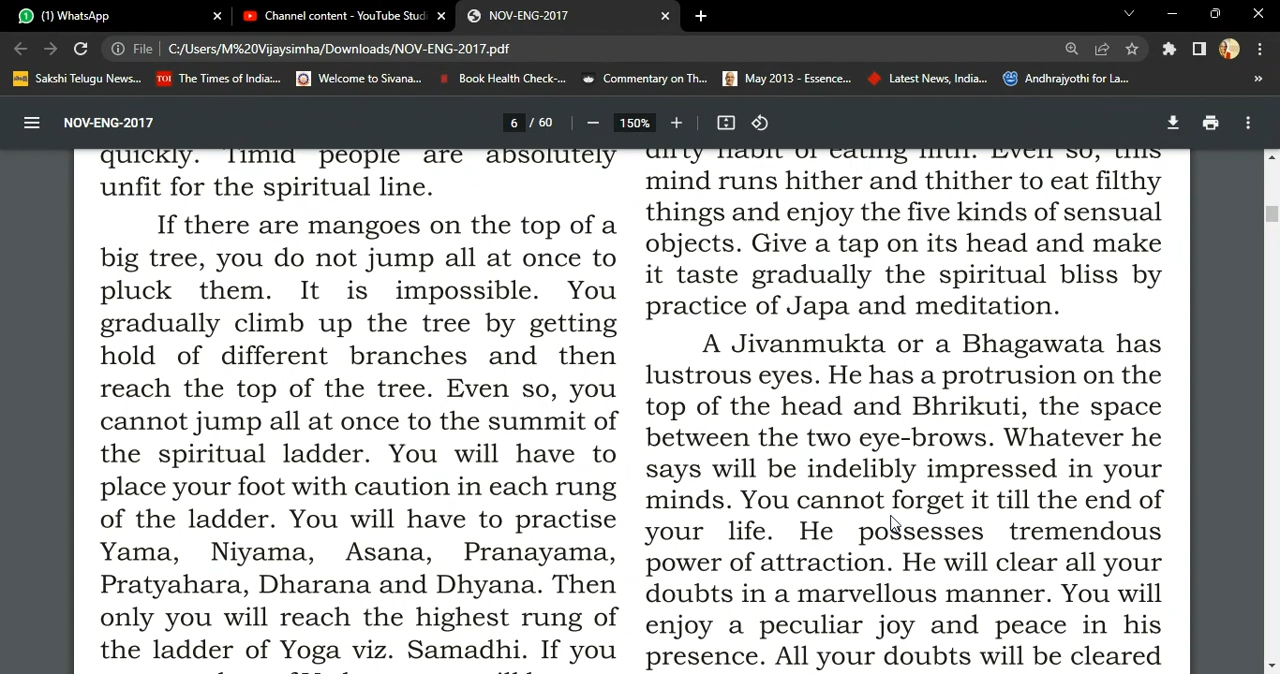 (1) WhatsApp
Channel content - YouTube Studi
NOV-ENG-2017
File
C:/Users/M%20Vijaysimha/Downloads/NOV-ENG-2017.pdf
Sakshi Telugu News...
TOI
The Times of India:...
Welcome to Sivana...
Book Health Check-...
Commentary on Th...
May 2013 - Essence...
Latest News, India...
Andhrajyothi for La...
»
NOV-ENG-2017
6 / 60
150%
quickly. Timid people are absolutely
unfit for the spiritual line.
If there are mangoes on the top of a
big tree, you do not jump all at once to
pluck them. It is impossible. You
gradually climb up the tree by getting
hold of different branches and then
reach the top of the tree. Even so, you
cannot jump all at once to the summit of
the spiritual ladder. You will have to
place your foot with caution in each rung
of the ladder. You will have to practise
Yama, Niyama, Asana, Pranayama,
Pratyahara, Dharana and Dhyana. Then
only you will reach the highest rung of
the ladder of Yoga viz. Samadhi. If you
dirty habit of eating filth. Even so, this
mind runs hither and thither to eat filthy
things and enjoy the five kinds of sensual
objects. Give a tap on its head and make
it taste gradually the spiritual bliss by
practice of Japa and meditation.
A Jivanmukta or a Bhagawata has
lustrous eyes. He has a protrusion on the
top of the head and Bhrikuti, the space
between the two eye-brows. Whatever he
says will be indelibly impressed in your
minds. You cannot forget it till the end of
your life. He possesses tremendous
power of attraction. He will clear all your
doubts in a marvellous manner. You will
enjoy a peculiar joy and peace in his
presence. All your doubts will be cleared